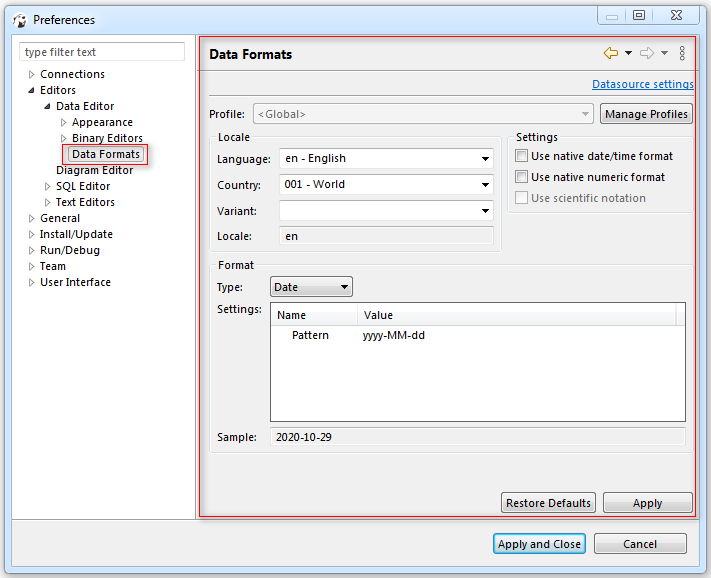 Preferences
type filter text
Connections
Editors
Data Editor
Appearance
Binary Editors
Data Formats
Diagram Editor
SQL Editor
Text Editors
General
Install/Update
Run/Debug
Team
User Interface
Data Formats
Datasource settings
Profile: <Global> Manage Profiles
Locale
Language: en - English
Country: 001 - World
Variant:
Locale: en
Settings
Use native date/time format
Use native numeric format
Use scientific notation
Format
Type: Date
Settings:
Name Value
Pattern yyyy-MM-dd
Sample: 2020-10-29
Restore Defaults Apply
Apply and Close Cancel